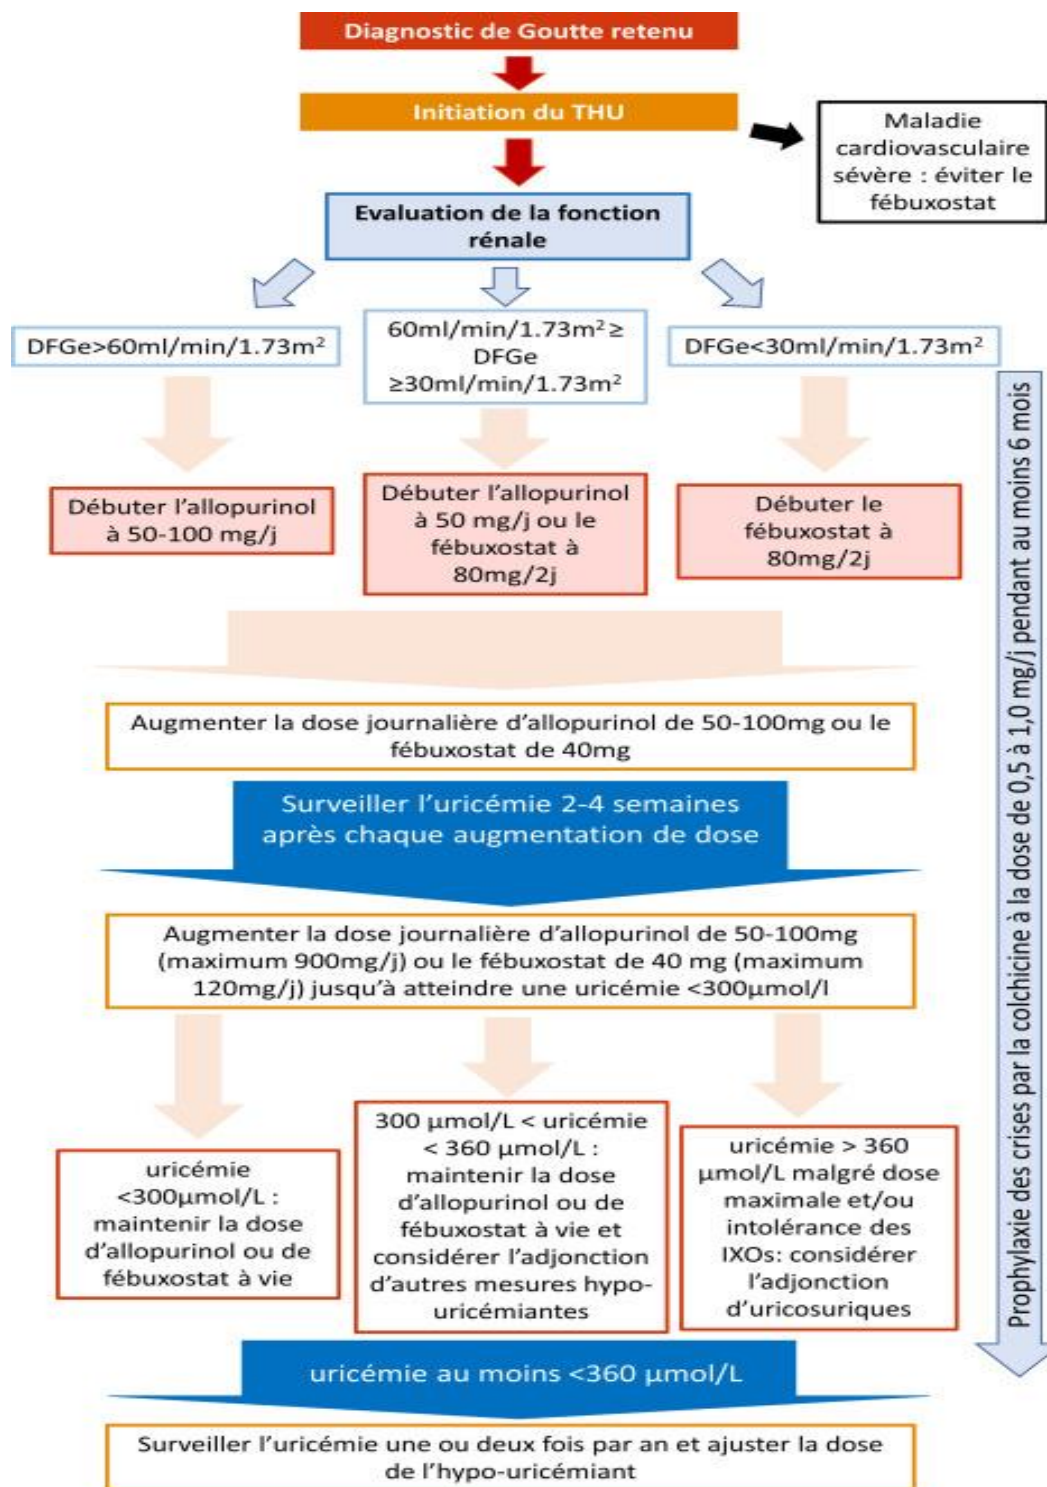 Diagnostic de Goutte retenu
Initiation du THU
Maladie
cardiovasculaire
sévère : éviter le
fébuxostat
Evaluation de la fonction
rénale
DFGe>60ml/min/1.73m²
60ml/min/1.73m²≥
DFGe
≥30ml/min/1.73m²
DFGe<30ml/min/1.73m²
Débuter l’allopurinol
à 50-100 mg/j
Débuter l’allopurinol
à 50 mg/j ou le
fébuxostat à
80mg/2j
Débuter le
fébuxostat à
80mg/2j
Augmenter la dose journalière d’allopurinol de 50-100mg ou le
fébuxostat de 40mg
Surveiller l’uricémie 2-4 semaines
après chaque augmentation de dose
Augmenter la dose journalière d’allopurinol de 50-100mg
(maximum 900mg/j) ou le fébuxostat de 40 mg (maximum
120mg/j) jusqu’à atteindre une uricémie <300µmol/l
uricémie
<300µmol/L :
maintenir la dose
d’allopurinol ou de
fébuxostat à vie
300 µmol/L < uricémie
< 360 µmol/L :
maintenir la dose
d’allopurinol ou de
fébuxostat à vie et
considérer l’adjonction
d’autres mesures hypo-
uricémiantes
uricémie > 360
µmol/L malgré dose
maximale et/ou
intolérance des
IXOs: considérer
l’adjonction
d’uricosuriques
uricémie au moins <360 µmol/L
Surveiller l’uricémie une ou deux fois par an et ajuster la dose
de l’hypo-uricémiant
Prophylaxie des crises par la colchicine à la dose de 0,5 à 1,0 mg/j pendant au moins 6 mois